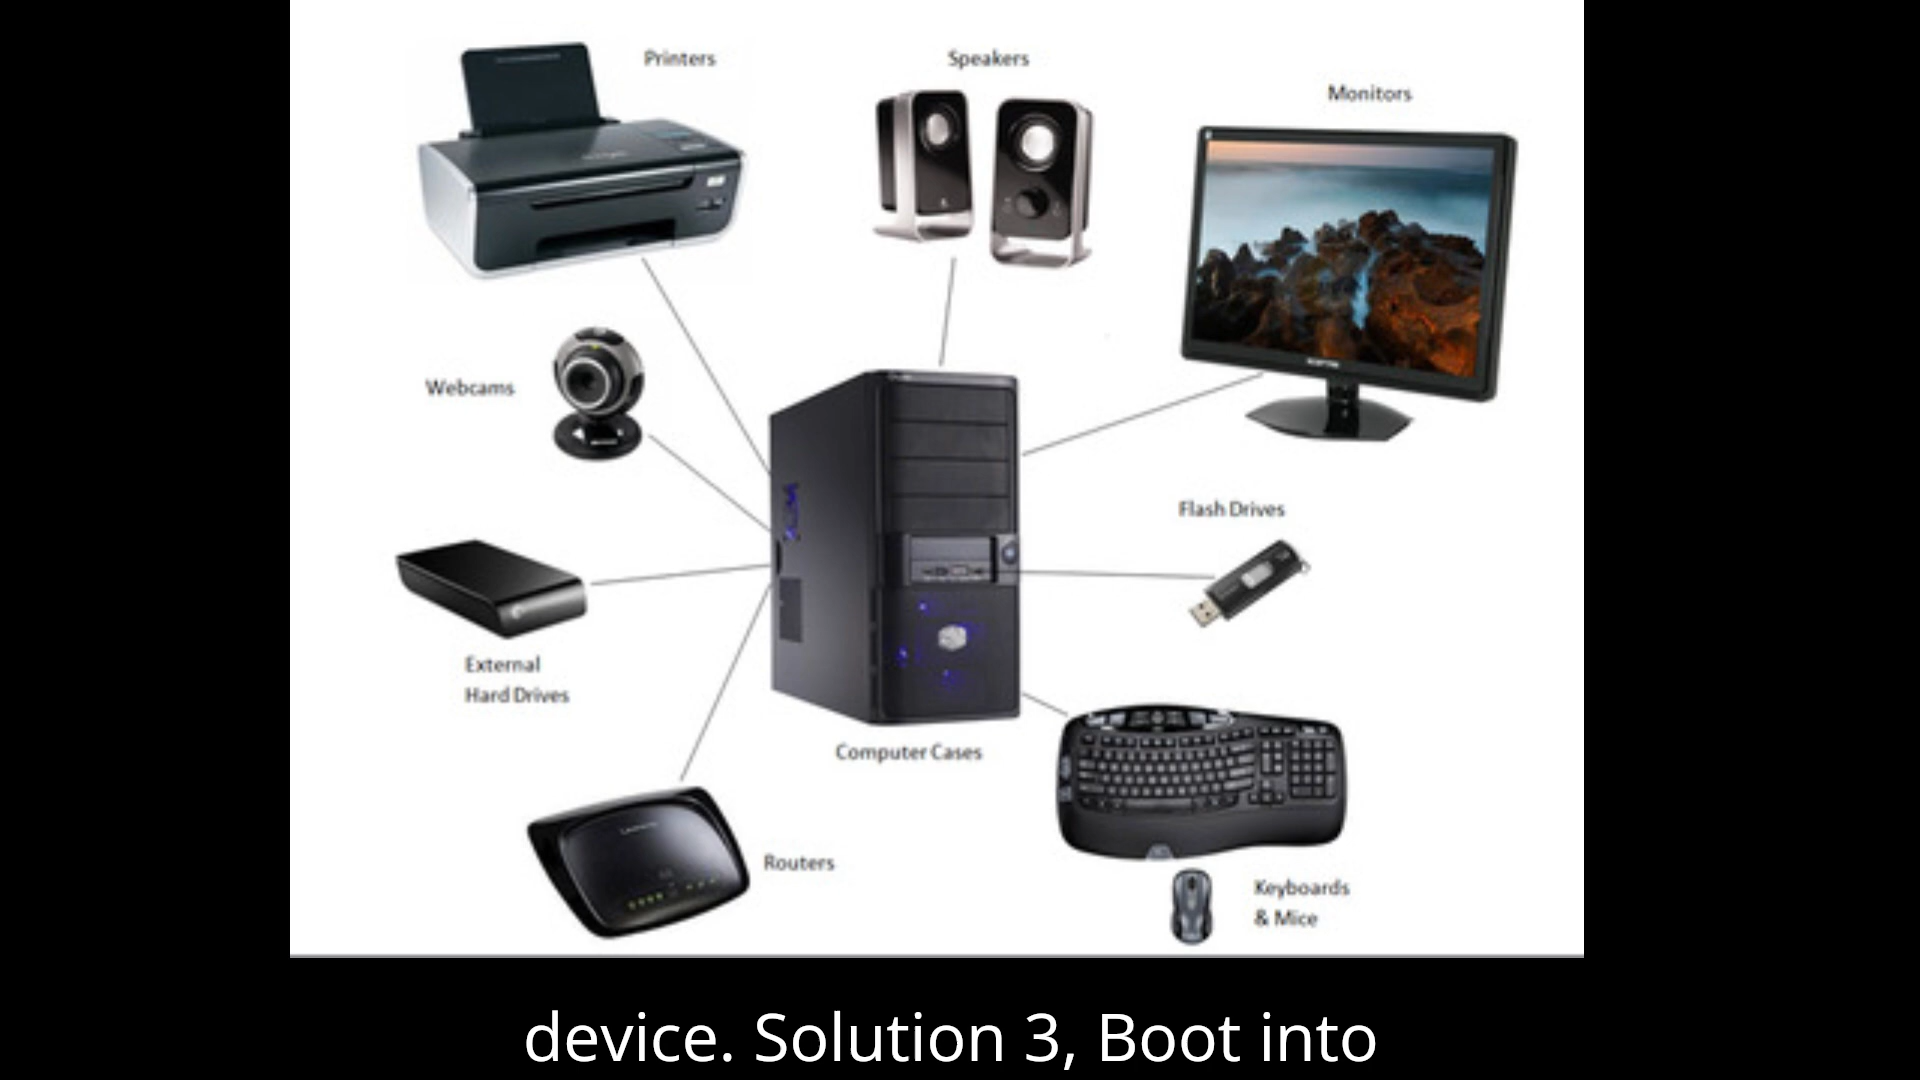 Printers
Speakers
Monitors
Webcams
Flash Drives
External
Hard Drives
Computer Cases
Routers
Keyboards
& Mice
device. Solution 3, Boot into